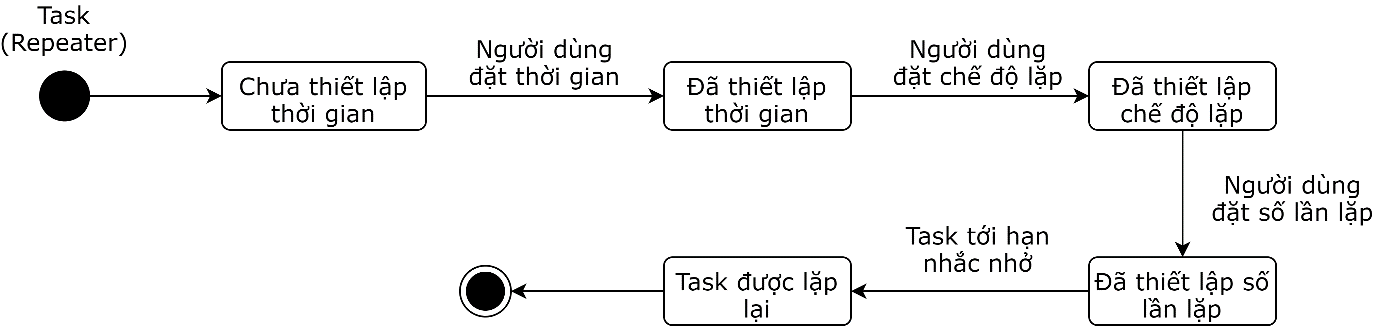 Task
(Repeater)
Chưa thiết lập
thời gian
Người dùng
đặt thời gian
Đã thiết lập
thời gian
Người dùng
đặt chế độ lặp
Đã thiết lập
chế độ lặp
Người dùng
đặt số lần lặp
Đã thiết lập số
lần lặp
Task tới hạn
nhắc nhở
Task được lặp
lại